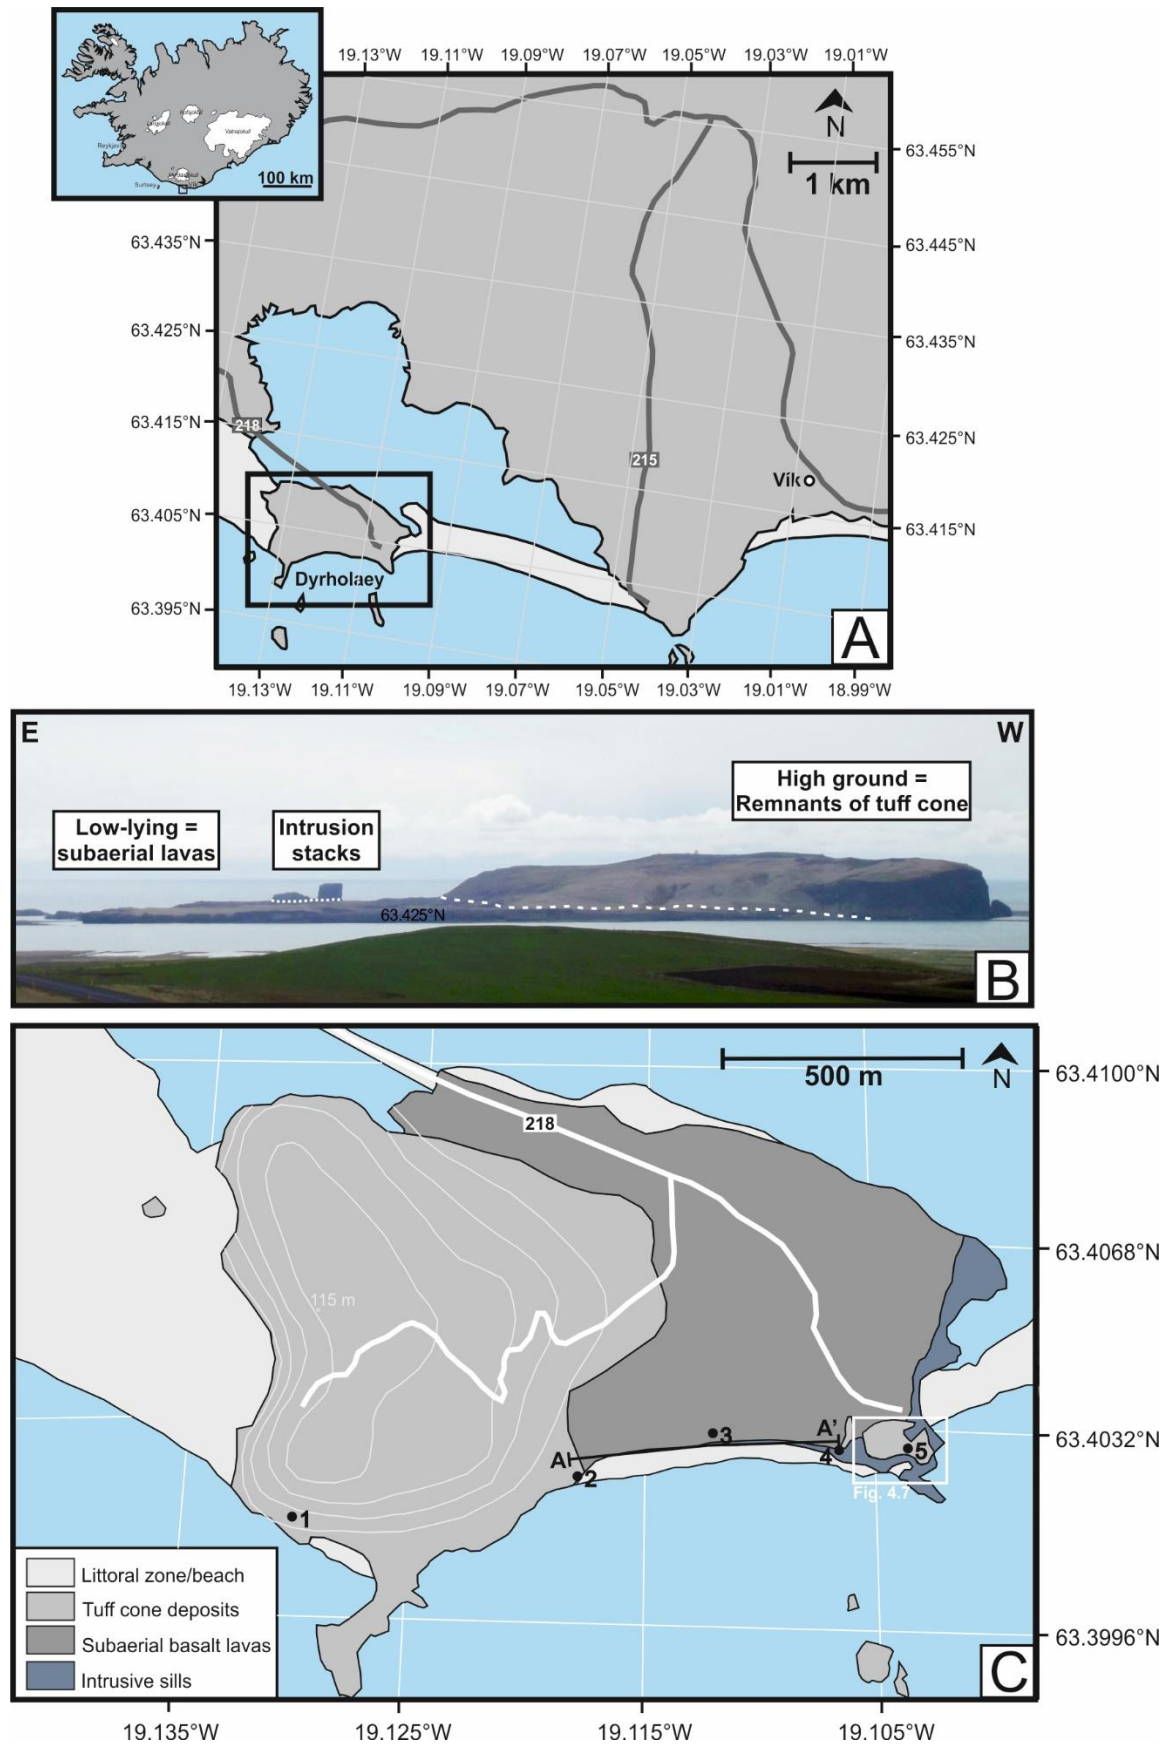 19.13°W 19.11°W 19.09°W 19.07°W 19.05°W 19.03°W 19.01°W
Vatnajokull
Reykjavik
Surtsey
100 km
N
1 km
63.455°N
63.435°N
63.445°N
63.425°N
63.435°N
63.415°N
218
63.425°N
215
Vík
63.405°N
63.415°N
Dyrholaey
63.395°N
A
19.13°W 19.11°W 19.09°W 19.07°W 19.05°W 19.03°W 19.01°W 18.99°W
E
W
High ground =
Remnants of tuff cone
Low-lying =
subaerial lavas
Intrusion
stacks
63.425°N
B
500 m
N
63.4100°N
218
63.4068°N
115 m
3
A'
63.4032°N
4
5
A
2
Fig. 4.7
1
Littoral zone/beach
Tuff cone deposits
Subaerial basalt lavas
Intrusive sills
63.3996°N
C
19.135°W 19.125°W 19.115°W 19.105°W